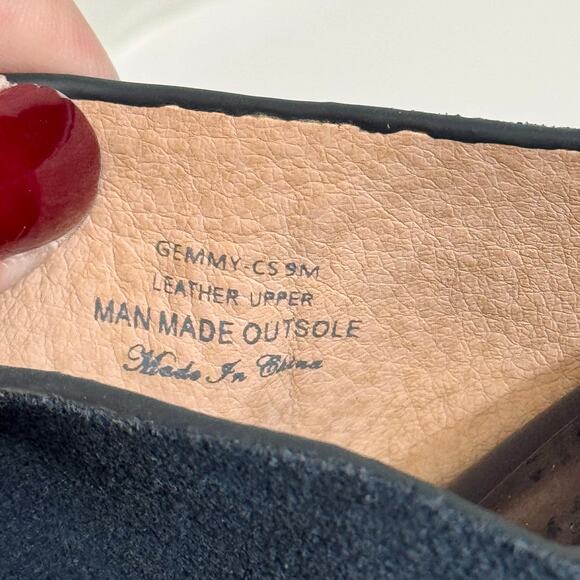 GEMMY-CS 9M
LEATHER UPPER
MAN MADE OUTSOLE
Made In China